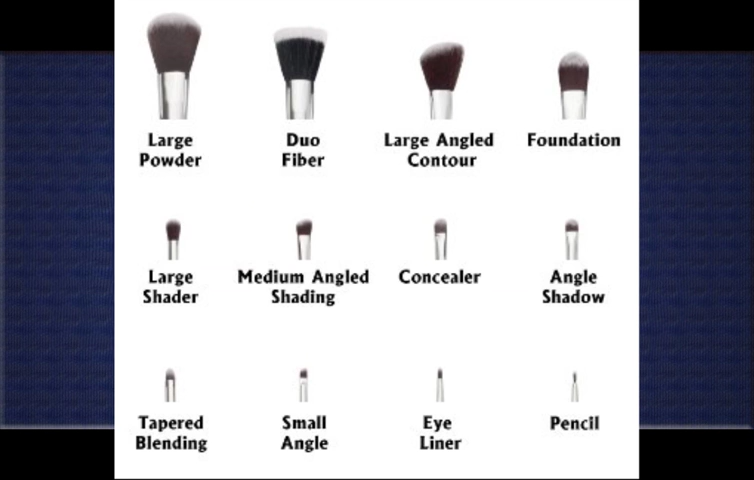 Large
Powder
Duo
Fiber
Large Angled
Contour
Foundation
Large
Shader
Medium Angled
Shading
Concealer
Angle
Shadow
Tapered
Blending
Small
Angle
Eye
Liner
Pencil